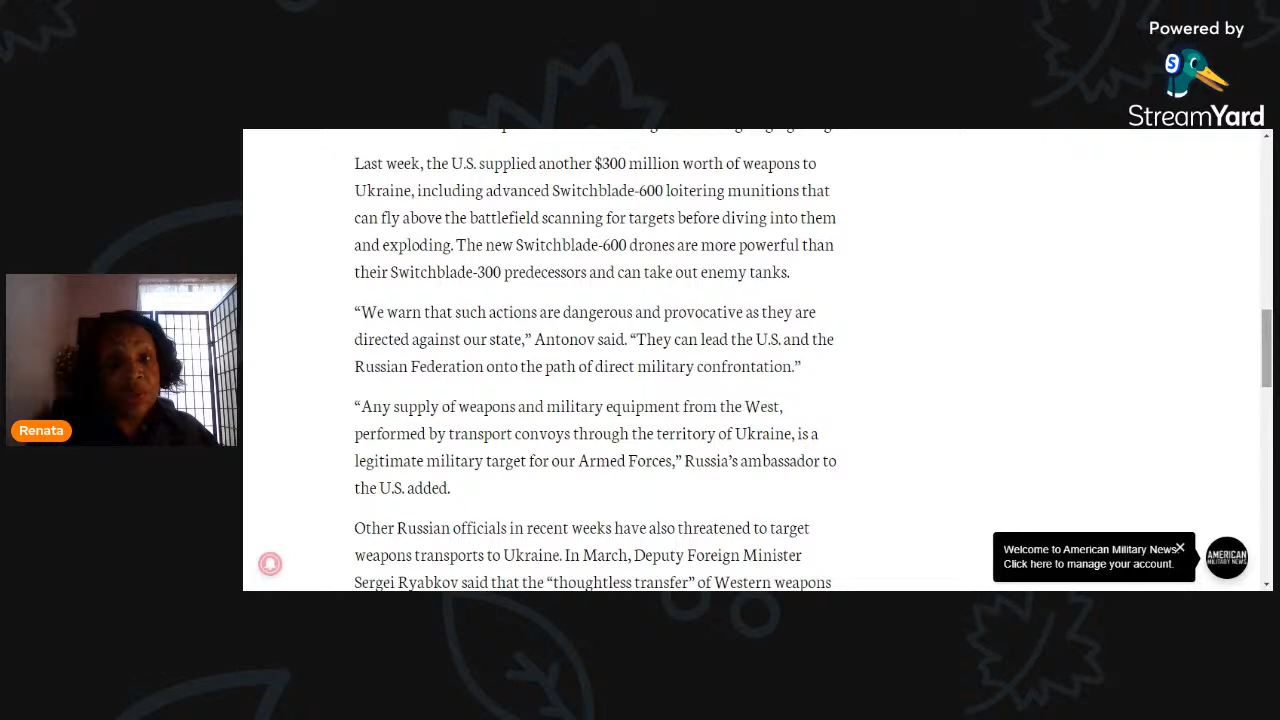 Powered by
StreamYard
Last week, the U.S. supplied another $300 million worth of weapons to
Ukraine, including advanced Switchblade-600 loitering munitions that
can fly above the battlefield scanning for targets before diving into them
and exploding. The new Switchblade-600 drones are more powerful than
their Switchblade-300 predecessors and can take out enemy tanks.
“We warn that such actions are dangerous and provocative as they are
directed against our state,” Antonov said. “They can lead the U.S. and the
Russian Federation onto the path of direct military confrontation.”
“Any supply of weapons and military equipment from the West,
performed by transport convoys through the territory of Ukraine, is a
legitimate military target for our Armed Forces,” Russia’s ambassador to
the U.S. added.
Other Russian officials in recent weeks have also threatened to target
weapons transports to Ukraine. In March, Deputy Foreign Minister
Sergei Ryabkov said that the “thoughtless transfer” of Western weapons
Renata
Welcome to American Military News
Click here to manage your account.
AMERICAN
MILITARY NEWS